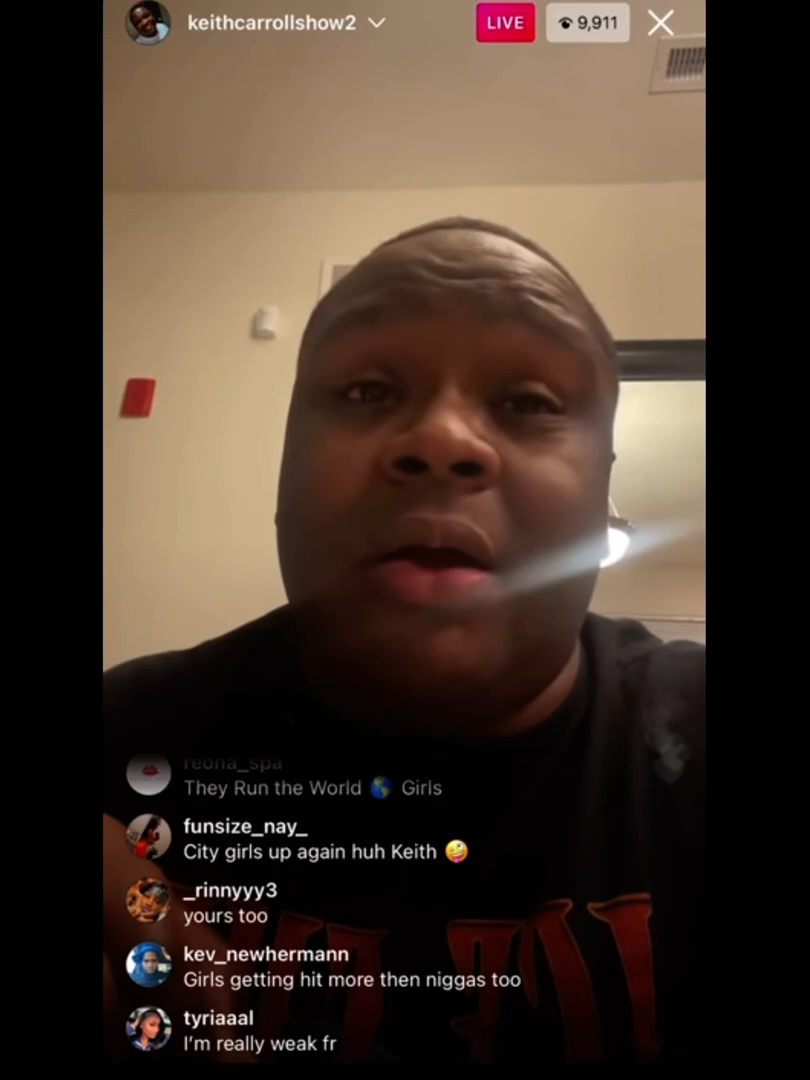 keithcarrollshow2
LIVE
9,911
reona_spa
They Run the World 🌎 Girls
funsize_nay_
City girls up again huh Keith 🤪
_rinnyyy3
yours too
kev_newhermann
Girls getting hit more then niggas too
tyriaaal
I'm really weak fr